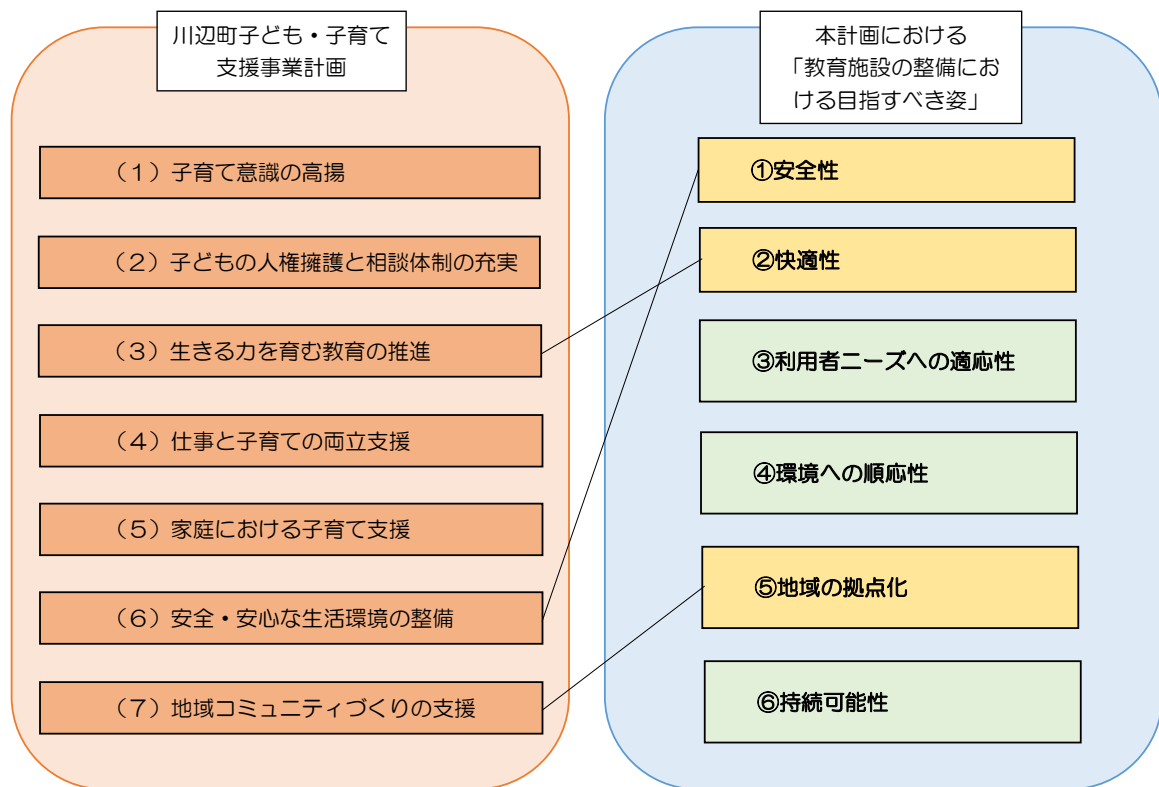 川辺町子ども・子育て
支援事業計画
（１）子育て意識の高揚
（２）子どもの人権擁護と相談体制の充実
（３）生きる力を育む教育の推進
（４）仕事と子育ての両立支援
（５）家庭における子育て支援
（６）安全・安心な生活環境の整備
（７）地域コミュニティづくりの支援
本計画における
「教育施設の整備にお
ける目指すべき姿」
①安全性
②快適性
③利用者ニーズへの適応性
④環境への順応性
⑤地域の拠点化
⑥持続可能性